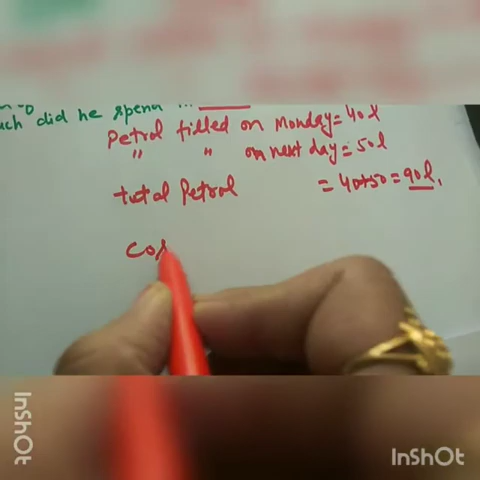 uch did he spend
Petrol filled on Monday = 40 l
" " on next day = 50 l
total Petrol = 40+50 = 90 l.
cos
InShOt
InShOt